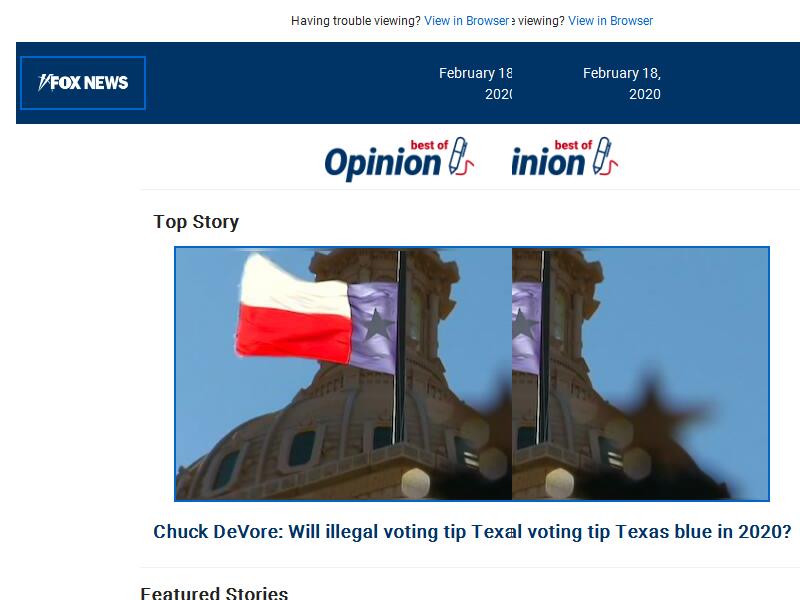 Having trouble viewing? View in Browser e viewing? View in Browser
FOX NEWS
February 18 February 18,
2020 2020
best of best of
Opinion inion
Top Story
Chuck DeVore: Will illegal voting tip Texal voting tip Texas blue in 2020?
Featured Stories